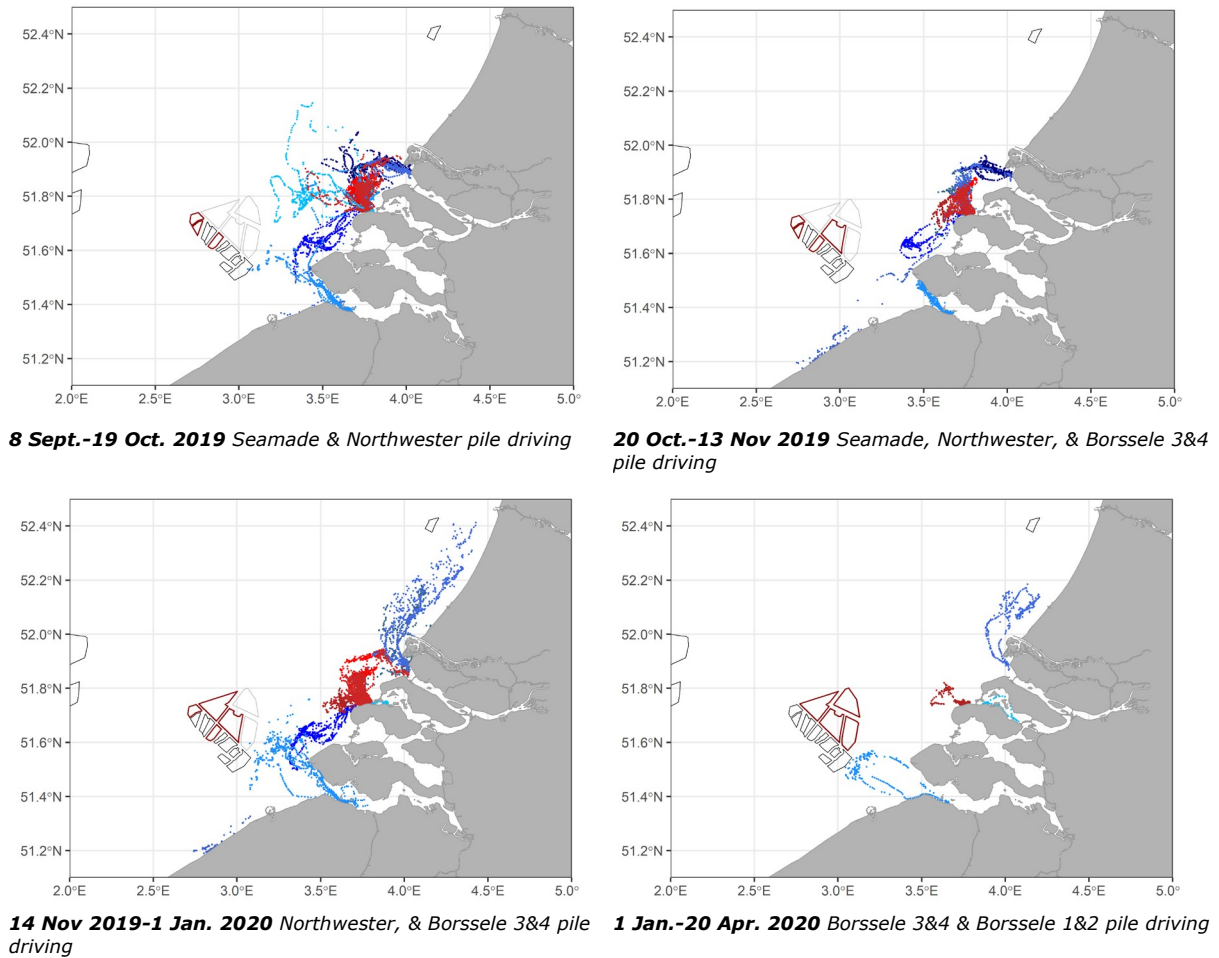 52.4°N
52.2°N
52.0°N
51.8°N
51.6°N
51.4°N
51.2°N
2.0°E 2.5°E 3.0°E 3.5°E 4.0°E 4.5°E 5.0°
8 Sept.-19 Oct. 2019 Seamade & Northwester pile driving
52.4°N
52.2°N
52.0°N
51.8°N
51.6°N
51.4°N
51.2°N
2.0°E 2.5°E 3.0°E 3.5°E 4.0°E 4.5°E 5.0°
20 Oct.-13 Nov 2019 Seamade, Northwester, & Borssele 3&4
pile driving
52.4°N
52.2°N
52.0°N
51.8°N
51.6°N
51.4°N
51.2°N
2.0°E 2.5°E 3.0°E 3.5°E 4.0°E 4.5°E 5.0°
14 Nov 2019-1 Jan. 2020 Northwester, & Borssele 3&4 pile
driving
52.4°N
52.2°N
52.0°N
51.8°N
51.6°N
51.4°N
51.2°N
2.0°E 2.5°E 3.0°E 3.5°E 4.0°E 4.5°E 5.0°
1 Jan.-20 Apr. 2020 Borssele 3&4 & Borssele 1&2 pile driving